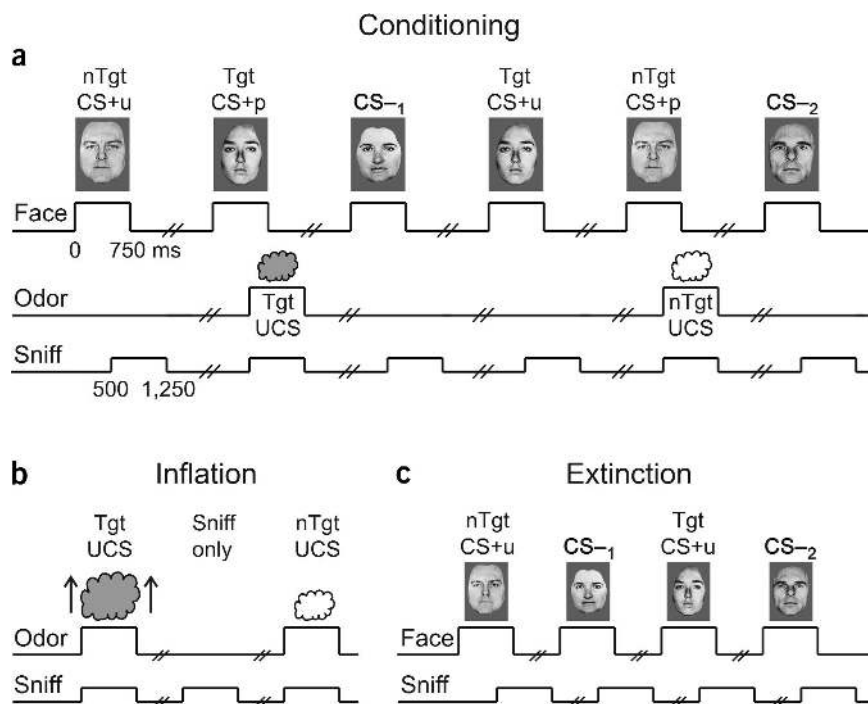 Conditioning
a
nTgt Tgt Tgt nTgt
CS+u CS+p CS–1 CS+u CS+p CS–2
Face
0 750 ms
Odor Tgt nTgt
UCS UCS
Sniff
500 1,250
b Inflation
Tgt Sniff nTgt
UCS only UCS
Odor
Sniff
c Extinction
nTgt Tgt
CS+u CS–1 CS+u CS–2
Face
Sniff